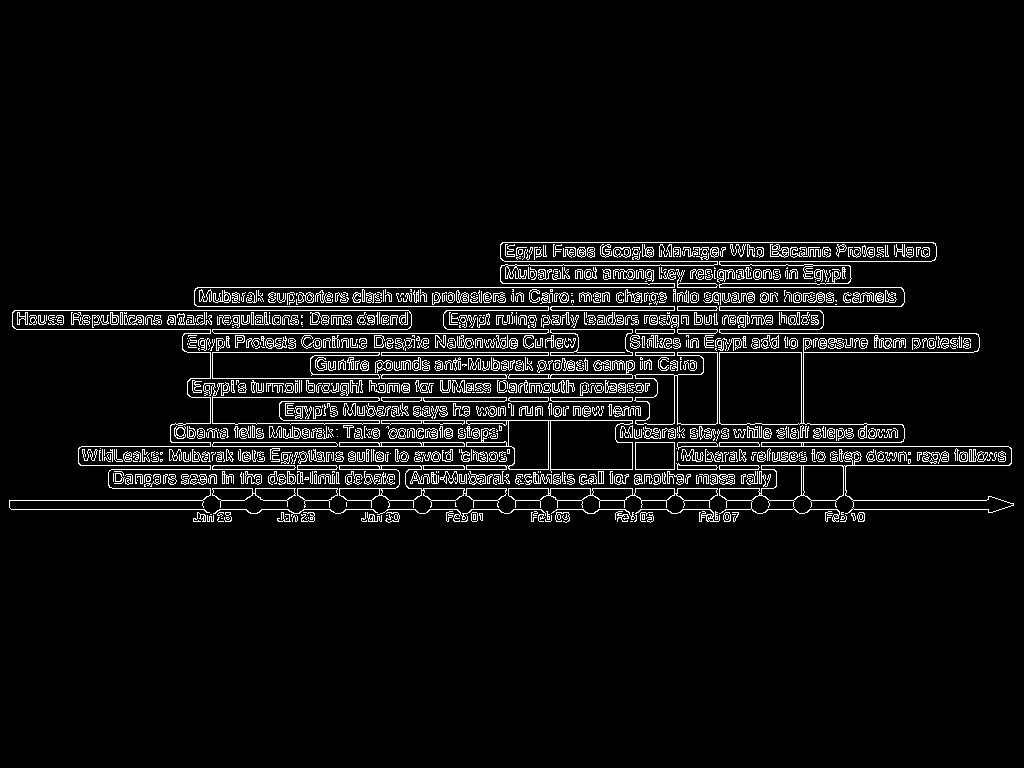 Egypt Frees Google Manager Who Became Protest Hero
Mubarak not among key resignations in Egypt
Mubarak supporters clash with protesters in Cairo; men charge into square on horses, camels
House Republicans attack regulations; Dems defend
Egypt ruling party leaders resign but regime holds
Egypt Protests Continue Despite Nationwide Curfew
Strikes in Egypt add to pressure from protests
Gunfire pounds anti-Mubarak protest camp in Cairo
Egypt's turmoil brought home for UMass Dartmouth professor
Egypt's Mubarak says he won't run for new term
Obama tells Mubarak: Take 'concrete steps'
Mubarak stays while staff steps down
WikiLeaks: Mubarak lets Egyptians suffer to avoid 'chaos'
Mubarak refuses to step down; rage follows
Dangers seen in the debit-limit debate
Anti-Mubarak activists call for another mass rally
Jan 30
Feb 01
Feb 03
Feb 05
Feb 07
Feb 10